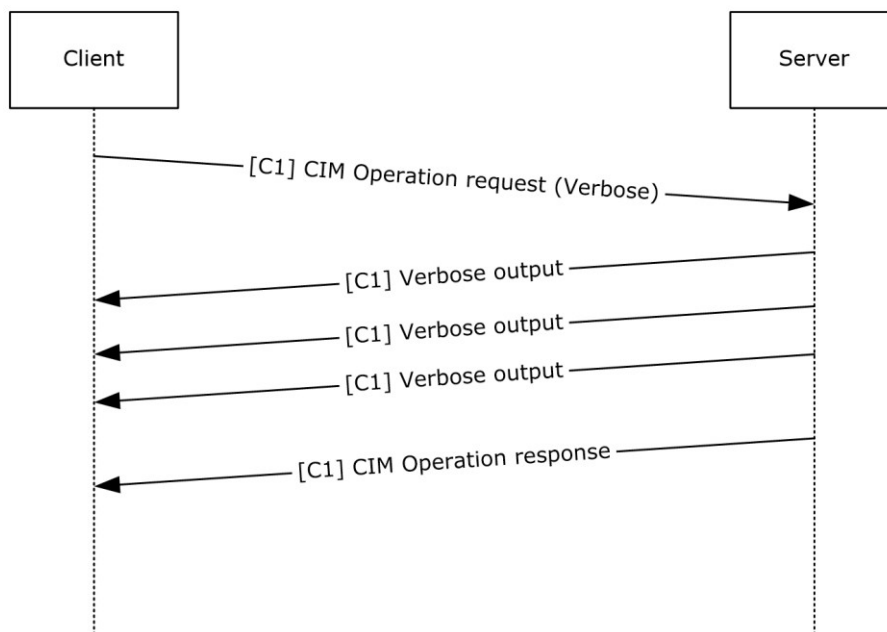 Client
Server
[C1] CIM Operation request (Verbose)
[C1] Verbose output
[C1] Verbose output
[C1] Verbose output
[C1] CIM Operation response